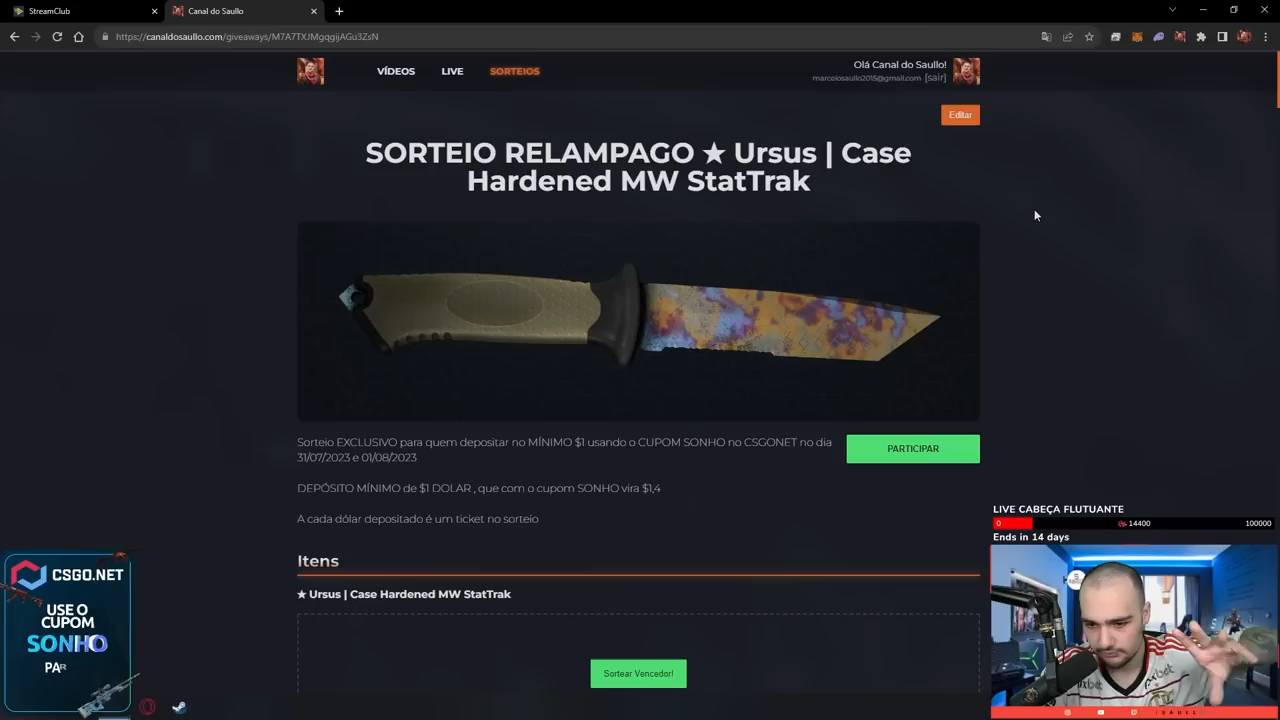 StreamClub
Canal do Saullo
https://canaldosaullo.com/giveaways/M7A7TXJMgqgijAGu3ZsN
VÍDEOS
LIVE
SORTEIOS
Olá Canal do Saullo!
marcelosaullo2015@gmail.com [sair]
Editar
SORTEIO RELAMPAGO ★ Ursus | Case
Hardened MW StatTrak
Sorteio EXCLUSIVO para quem depositar no MÍNIMO $1 usando o CUPOM SONHO no CSGONET no dia
31/07/2023 e 01/08/2023
PARTICIPAR
DEPÓSITO MÍNIMO de $1 DOLAR , que com o cupom SONHO vira $1,4
A cada dólar depositado é um ticket no sorteio
Itens
★ Ursus | Case Hardened MW StatTrak
Sortear Vencedor!
LIVE CABEÇA FLUTUANTE
0 14400 100000
Ends in 14 days
CSGO.NET
USE O
CUPOM
SONHO
PAR